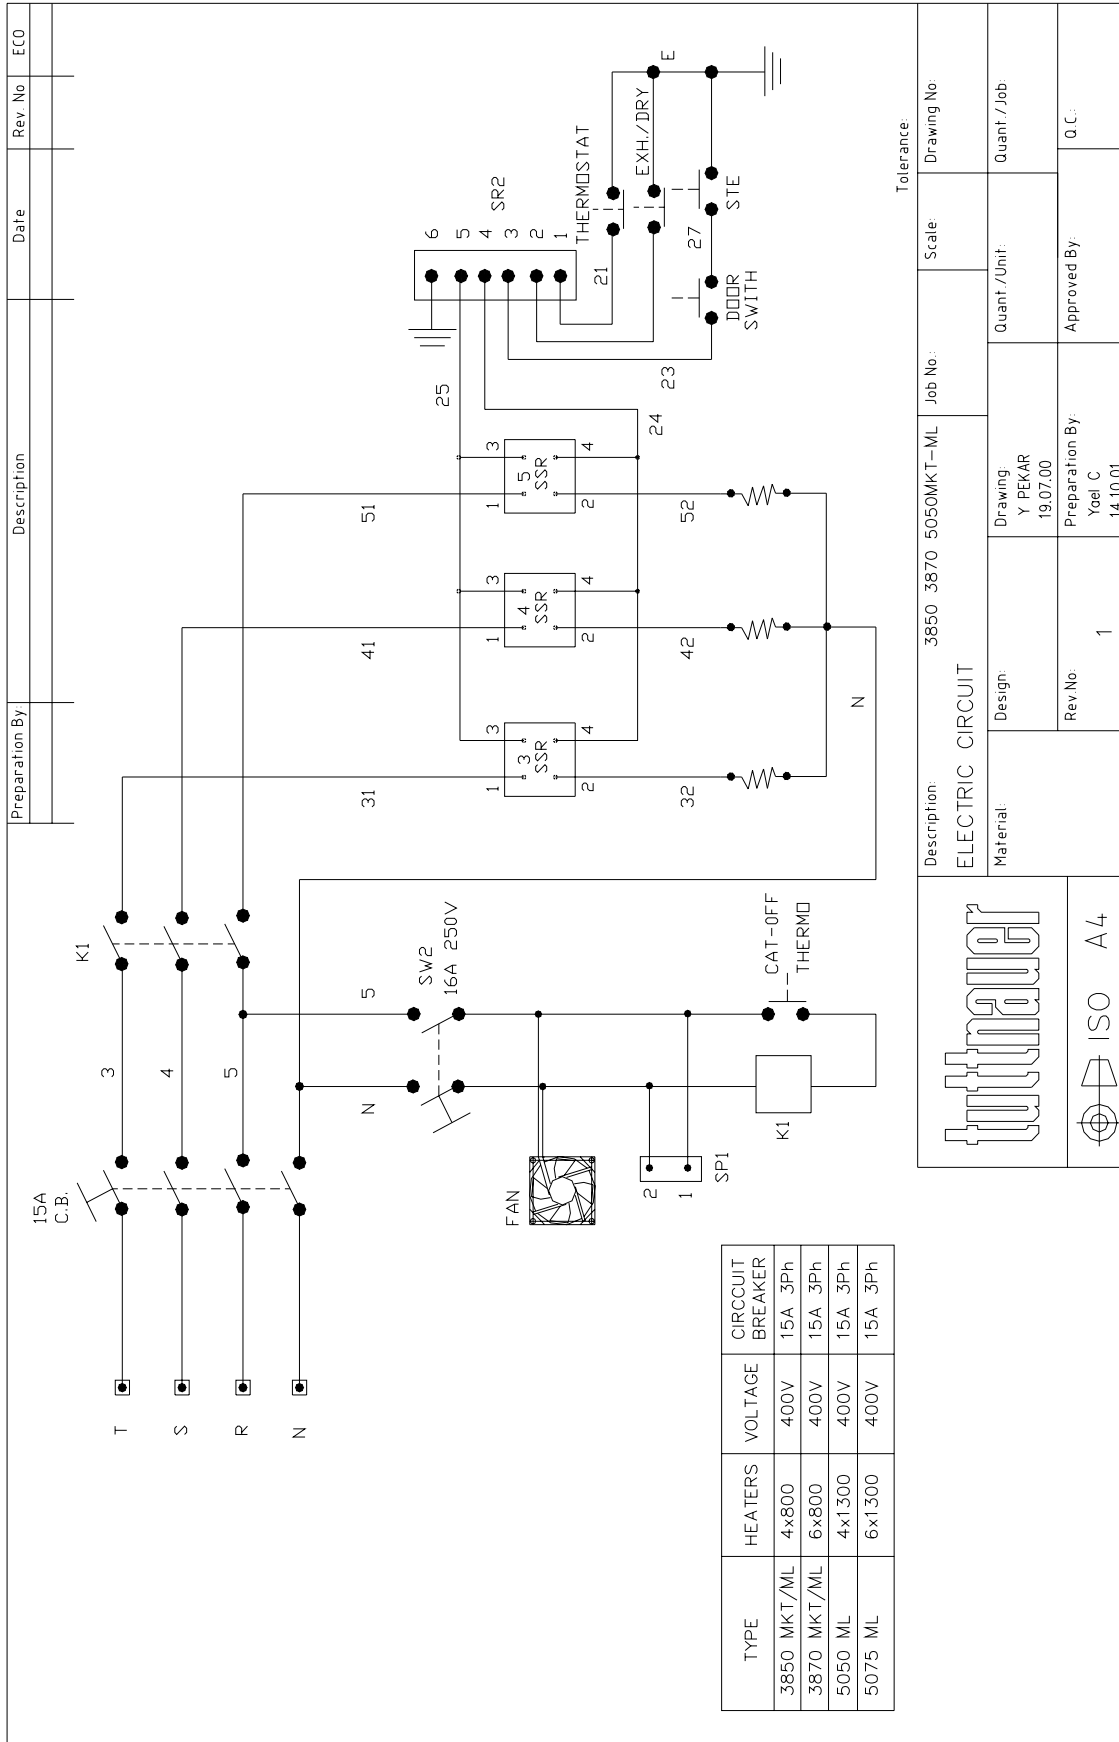 Preparation By:
Description
Date
Rev. No
ECO
15A
C.B.
K1
T
S
R
N
3
4
5
N
5
SW2
16A 250V
FAN
2
1
SP1
K1
CAT-OFF
THERMO
31
41
51
1
3
3
SSR
2
4
1
3
4
SSR
2
4
1
3
5
SSR
2
4
32
42
52
N
25
24
23
6
5
4
3
2
1
SR2
THERMOSTAT
21
EXH./DRY
E
27
STE
DOOR
SWITH
TYPE HEATERS VOLTAGE CIRCCUIT BREAKER
3850 MKT/ML 4x800 400V 15A 3Ph
3870 MKT/ML 6x800 400V 15A 3Ph
5050 ML 4x1300 400V 15A 3Ph
5075 ML 6x1300 400V 15A 3Ph
Tolerance:
tuttnauer
ISO A4
Description: 3850 3870 5050MKT-ML
ELECTRIC CIRCUIT
Job No.:
Scale:
Drawing No:
Material:
Design:
Drawing:
Y PEKAR
19.07.00
Quant./Unit:
Quant./Job:
Rev.No:
1
Preparation By:
Yael C
14.10.01
Approved By:
Q.C.: